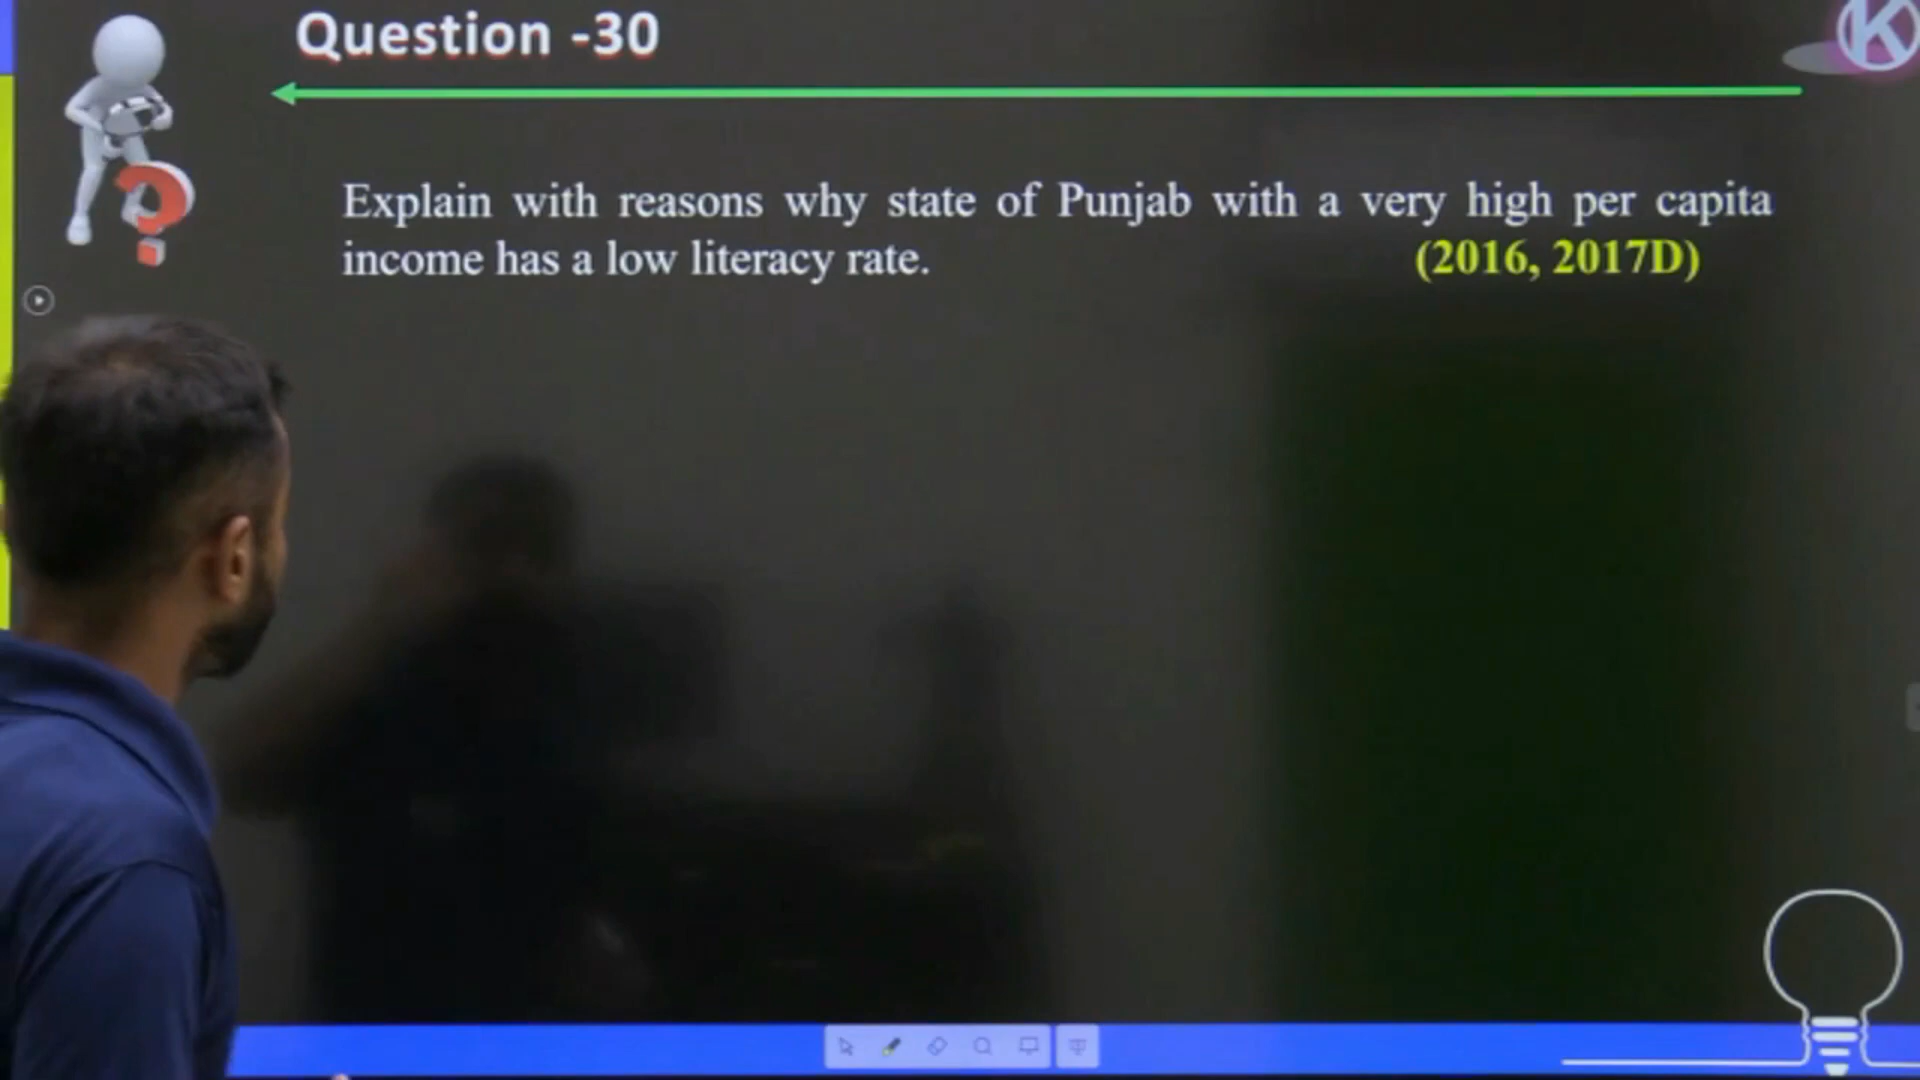 Question -30
K
Explain with reasons why state of Punjab with a very high per capita
income has a low literacy rate. (2016, 2017D)